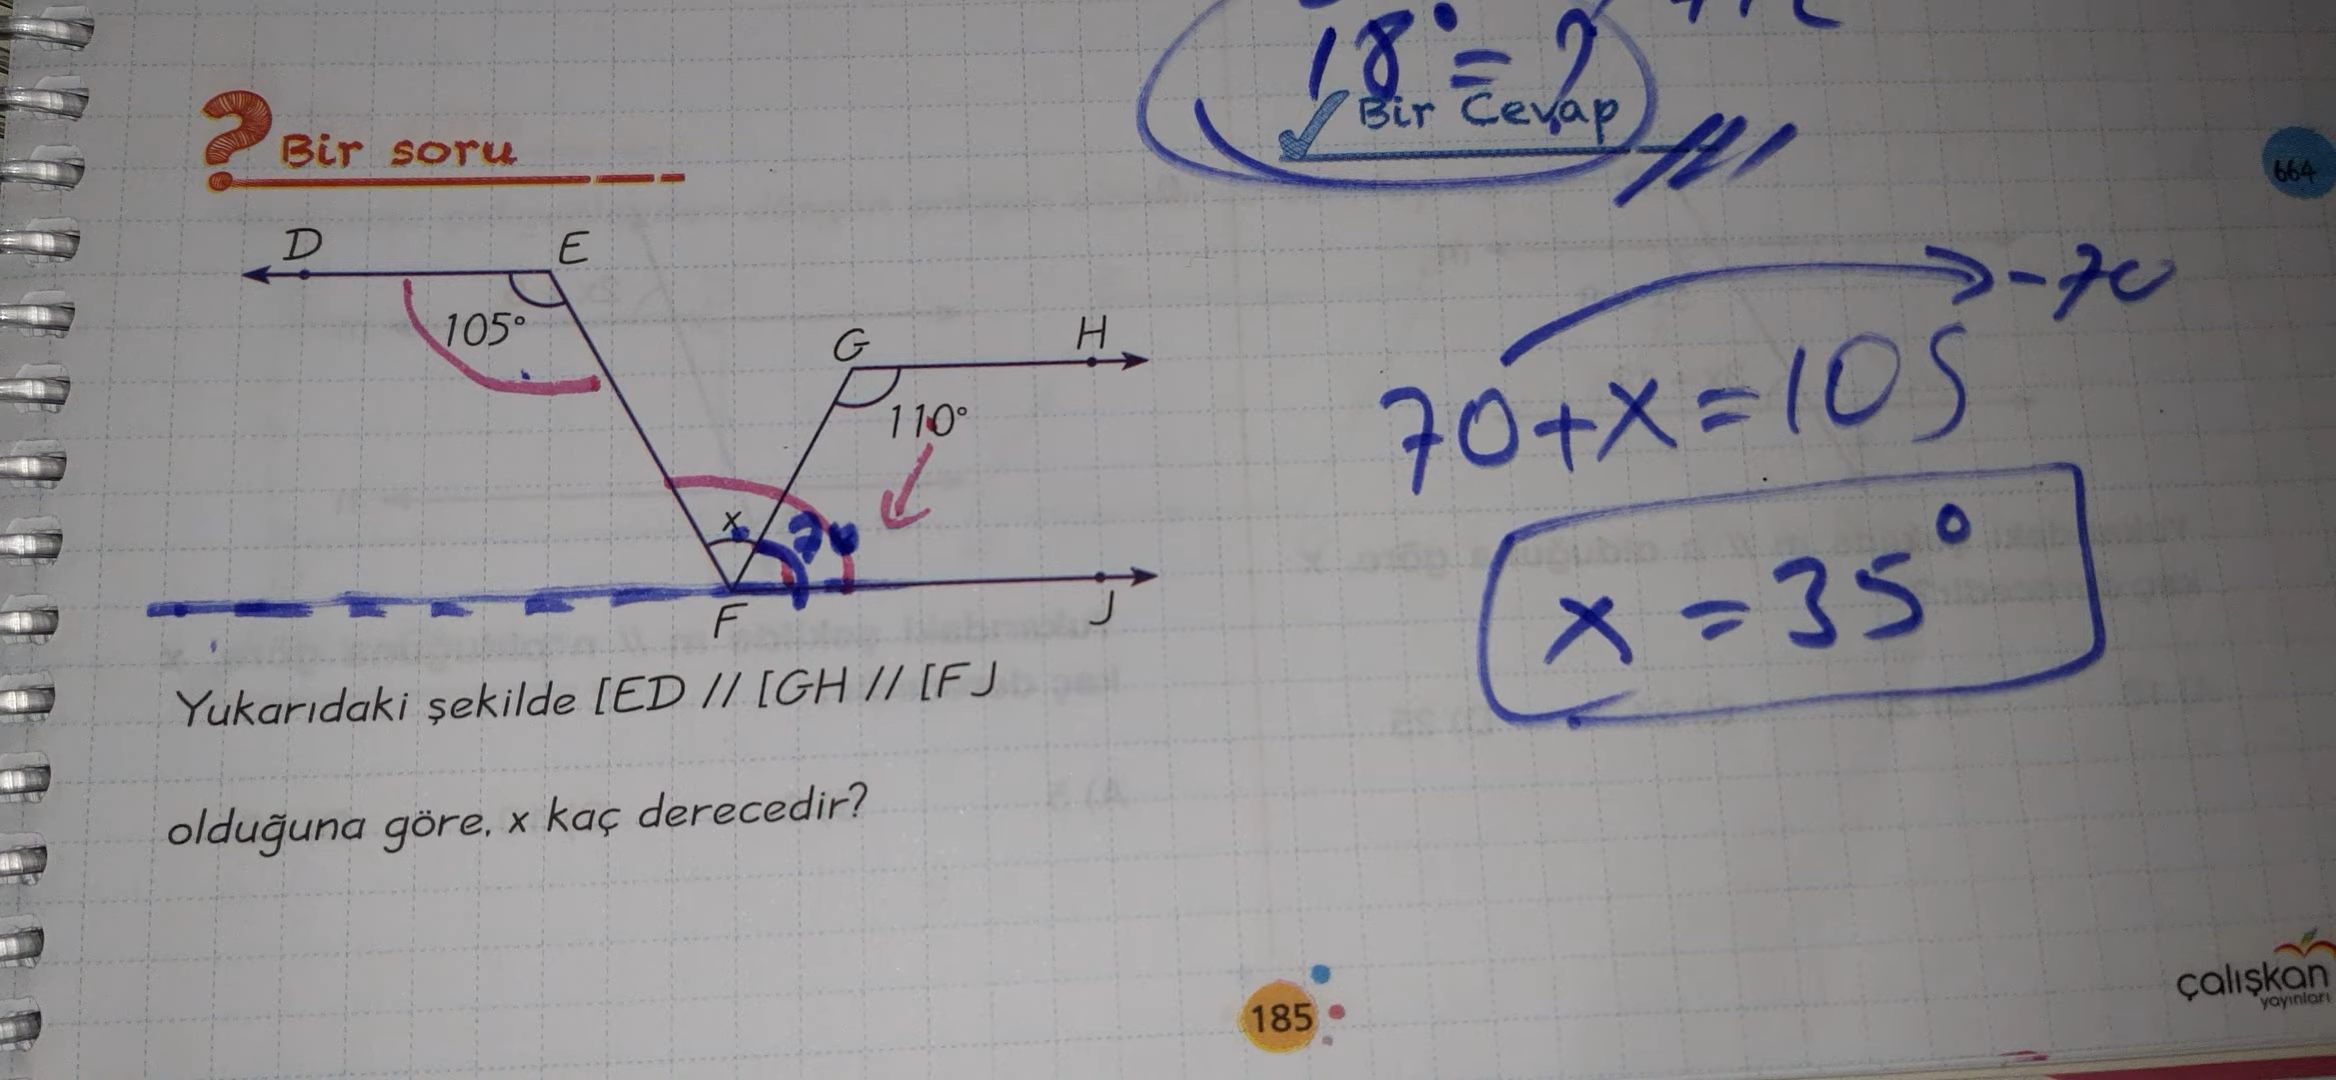 18° = ?
Bir soru
Bir Cevap
664
D E
105°
G H
110°
x 70
F J
-70
70+x=105
x = 35°
Yukarıdaki şekilde [ED // [GH // [FJ
olduğuna göre, x kaç derecedir?
185
çalışkan
yayınları